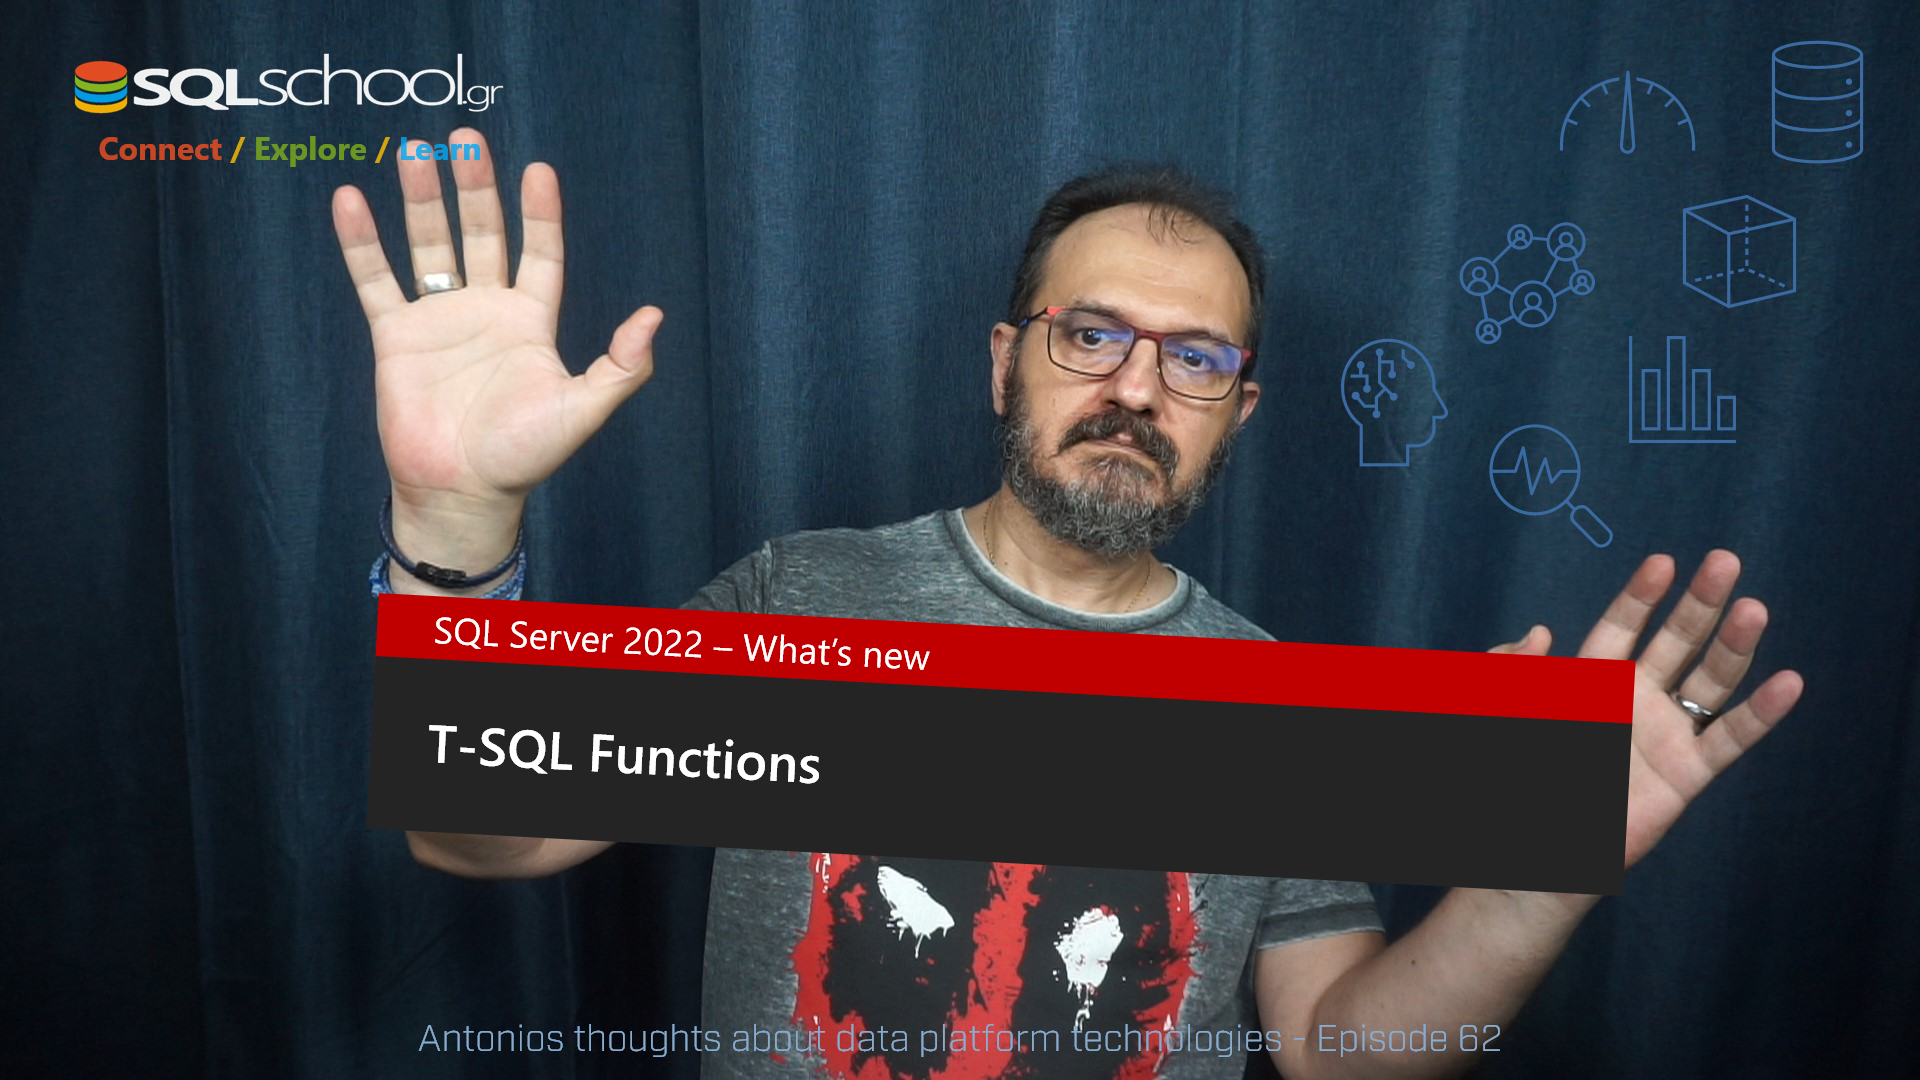 SQLschool.gr
Connect / Explore / Learn
SQL Server 2022 – What's new
T-SQL Functions
Antonios thoughts about data platform technologies - Episode 62